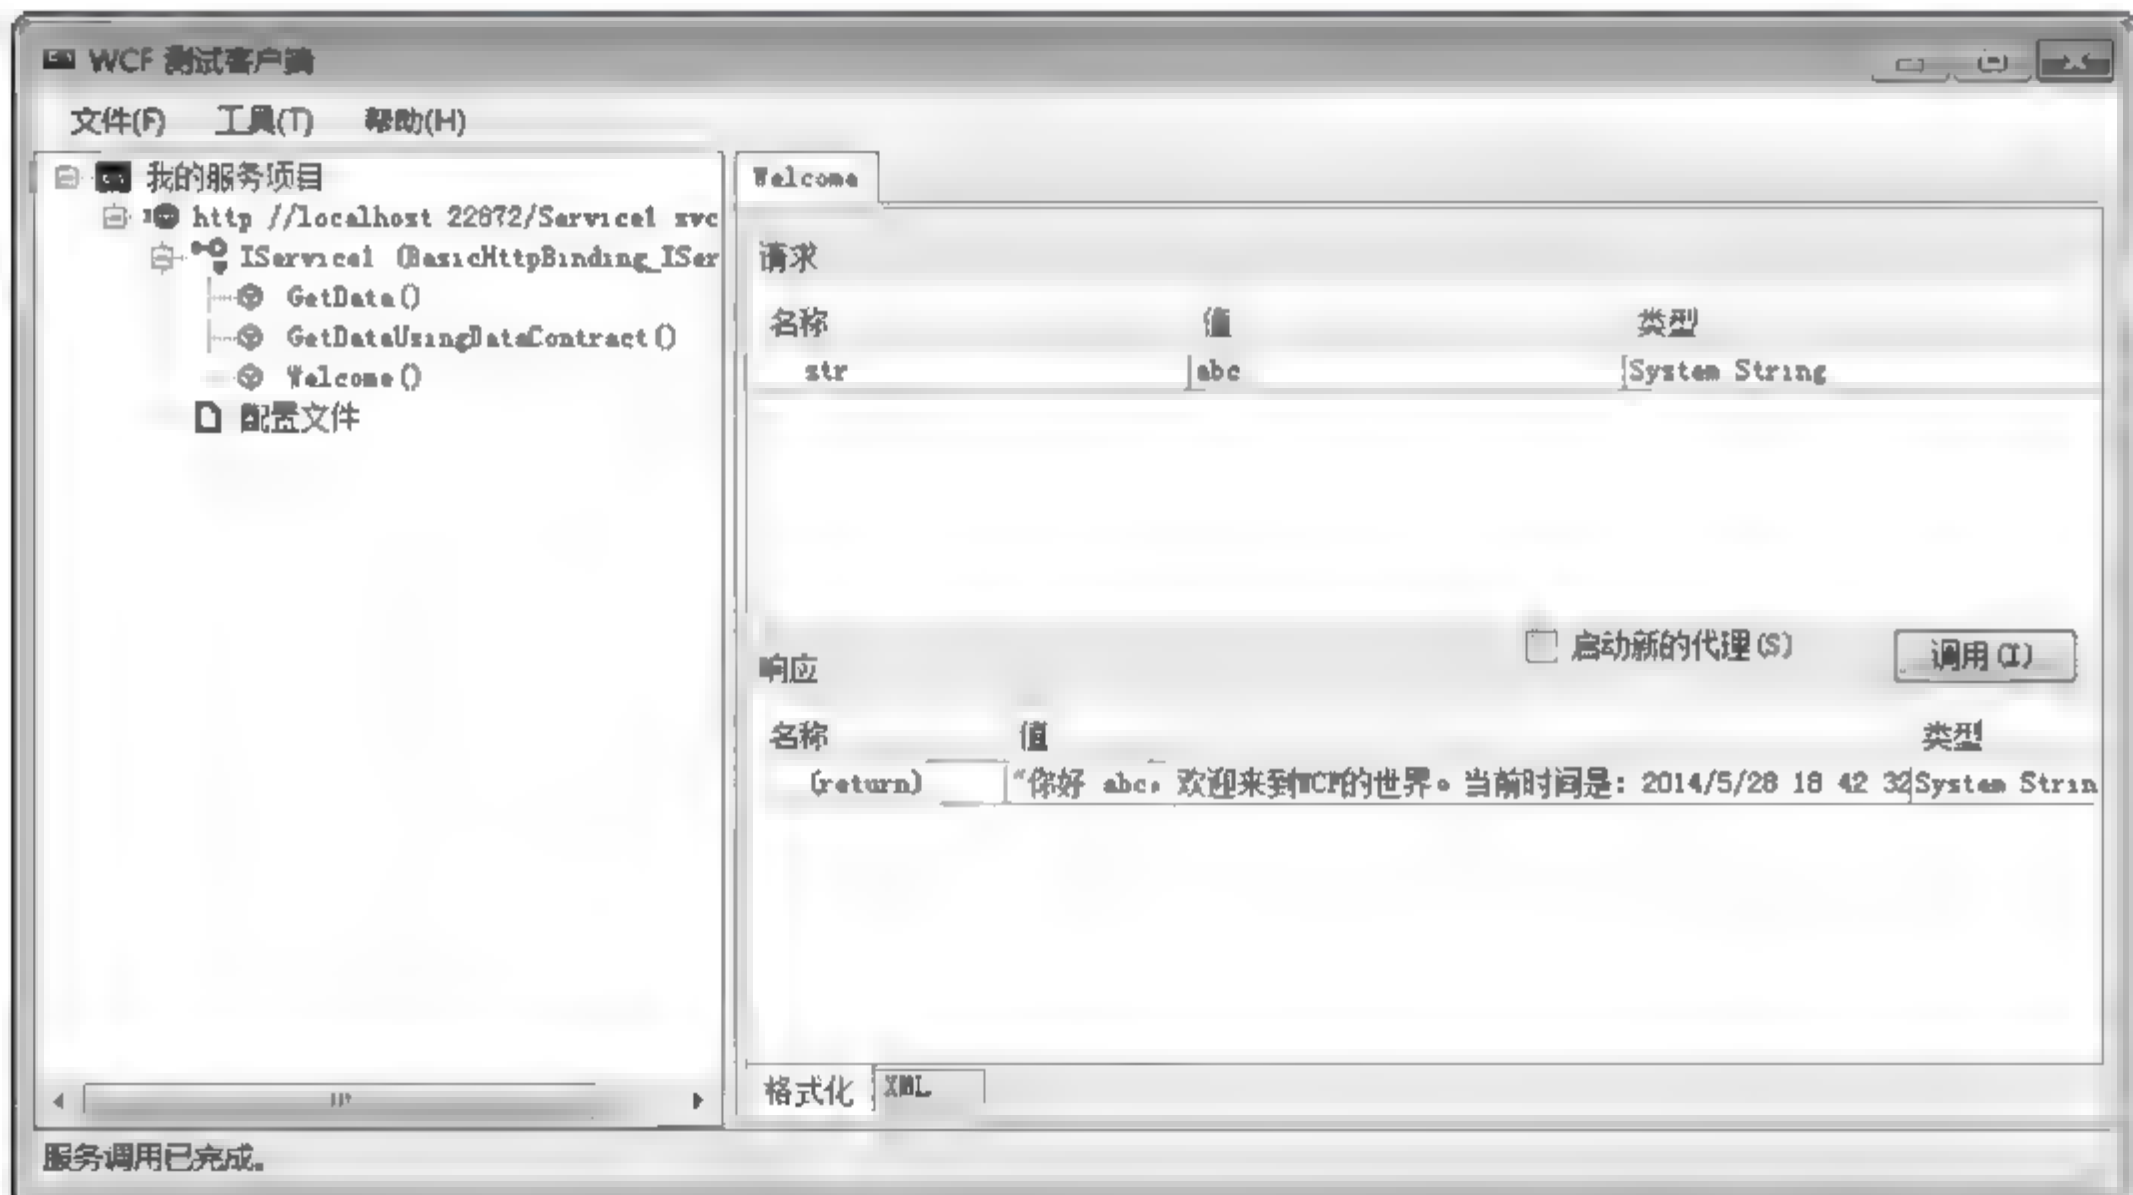 WCF 测试客户端
文件(F) 工具(T) 帮助(H)
我的服务项目
http //localhost 22672/Service1 svc
IService1 (BasicHttpBinding_ISer
GetData()
GetDataUsingDataContract()
Welcome()
配置文件
Welcome
请求
名称 值 类型
str abc System String
启动新的代理(S) 调用(I)
响应
名称 值 类型
(return) "你好 abc，欢迎来到WCF的世界。当前时间是：2014/5/28 18 42 32 System Strin
格式化 XML
服务调用已完成。